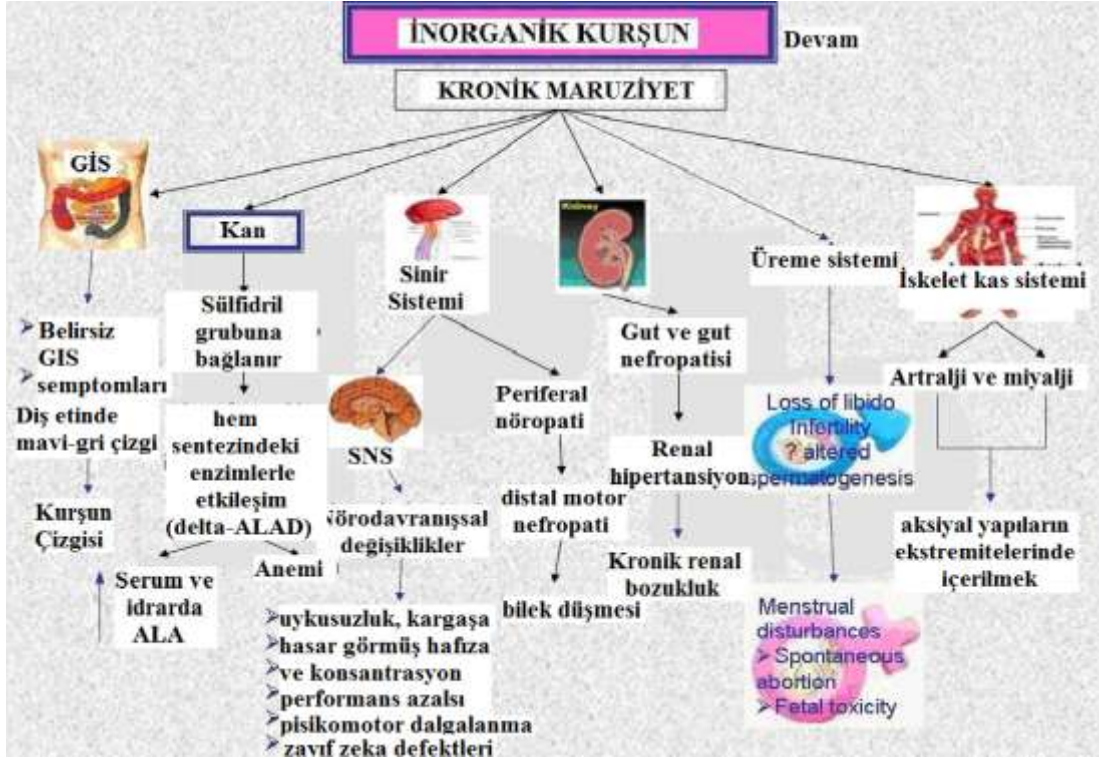 İNORGANİK KURŞUN
Devam
KRONİK MARUZİYET
GİS
Belirsiz
GIS
semptomları
Diş etinde
mavi-gri çizgi
Kurşun
Çizgisi
Kan
Sülfidril
grubuna
bağlanır
hem
sentezindeki
enzimlerle
etkileşim
(delta-ALAD)
Serum ve
idrarda
ALA
Anemi
Sinir
Sistemi
SNS
Nörodavranışsal
değişiklikler
uykusuzluk, kargaşa
hasar görmüş hafıza
ve konsantrasyon
performans azalsı
pisikomotor dalgalanma
zayıf zeka defektleri
Periferal
nöropati
distal motor
nefropati
bilek düşmesi
Kidney
Gut ve gut
nefropatisi
Renal
hipertansiyon
Kronik renal
bozukluk
Üreme sistemi
Loss of libido
Infertility
? altered
spermatogenesis
Menstrual
disturbances
Spontaneous
abortion
Fetal toxicity
İskelet kas sistemi
Artralji ve miyalji
aksiyal yapıların
ekstremitelerinde
içerilmek